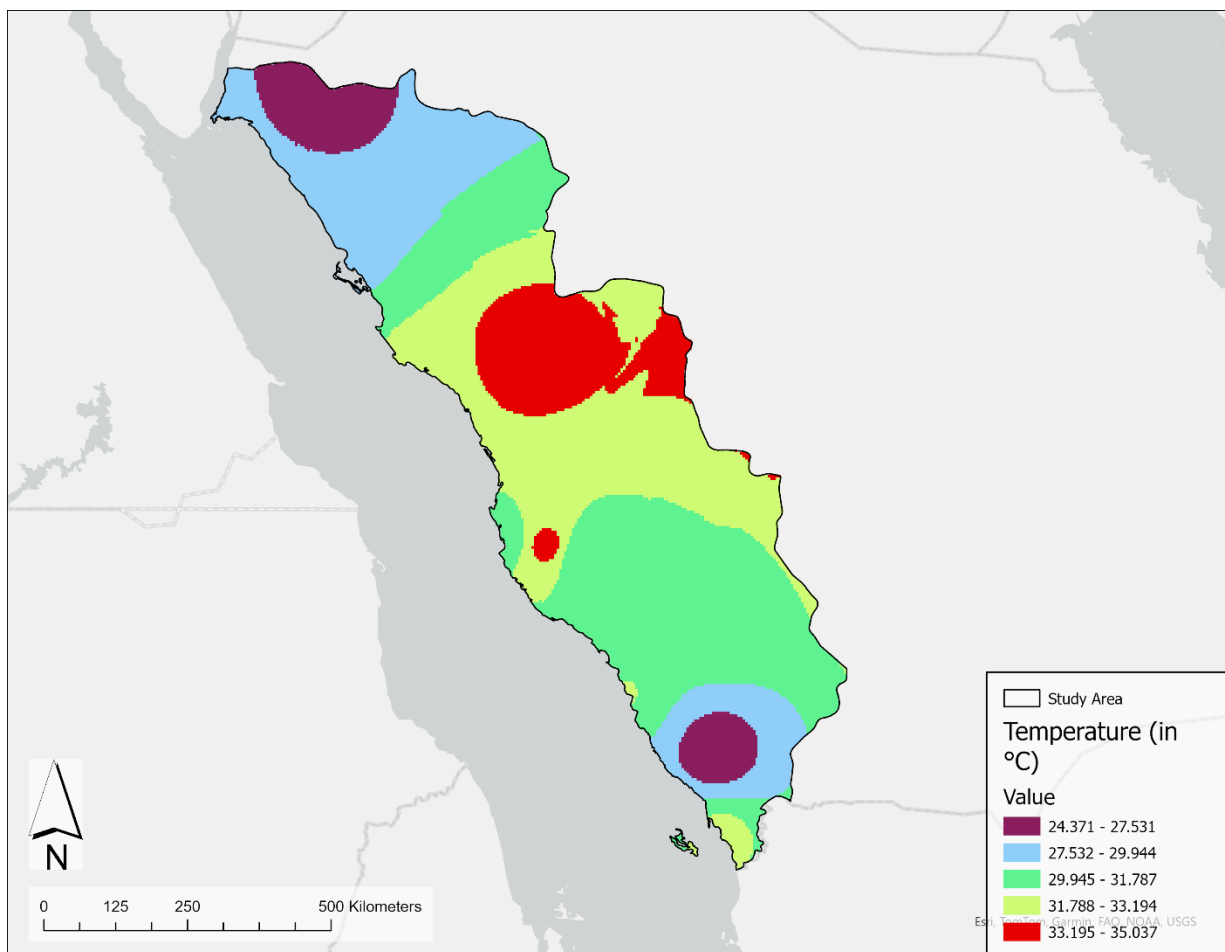 Study Area
Temperature (in
°C)
Value
24.371 - 27.531
27.532 - 29.944
29.945 - 31.787
31.788 - 33.194
Esri, TomTom, Garmin, FAO, NOAA, USGS
33.195 - 35.037
N
0 125 250 500 Kilometers